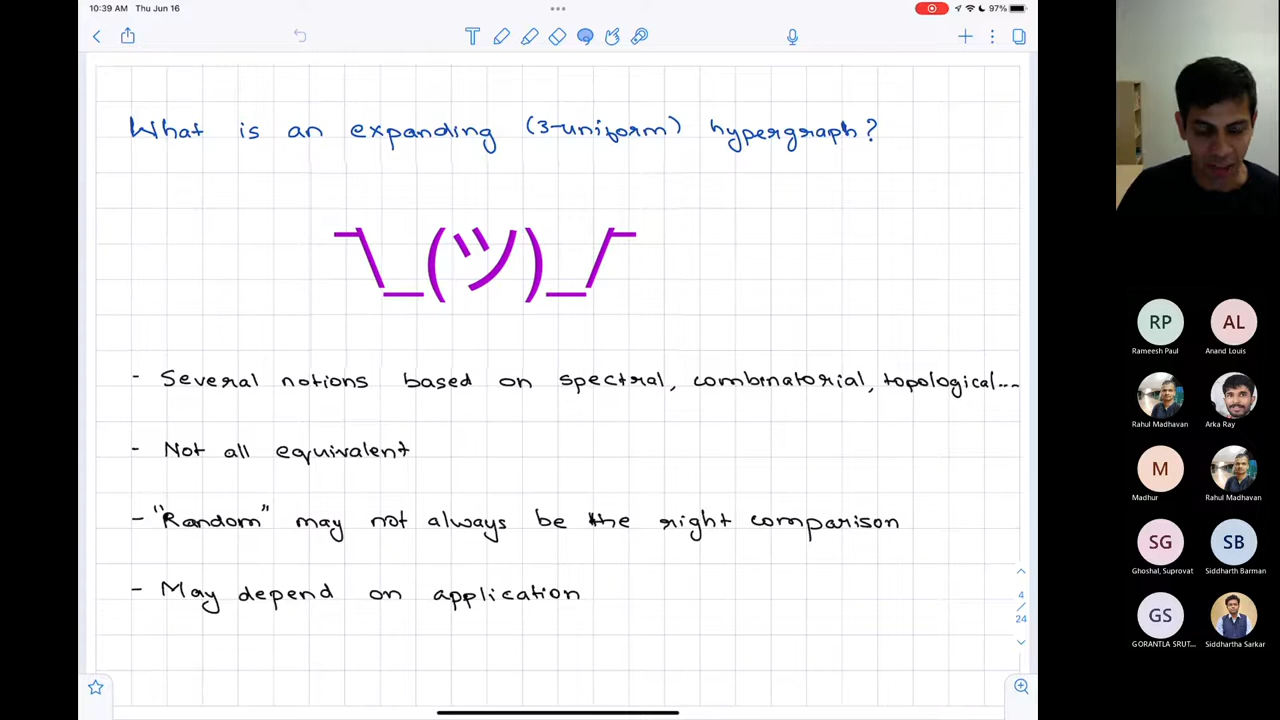 10:39 AM Thu Jun 16
97%
What is an expanding (3-uniform) hypergraph?
¯\_(ツ)_/¯
- Several notions based on spectral, combinatorial, topological...
- Not all equivalent
- "Random" may not always be the right comparison
- May depend on application
4
/
24
RP
AL
Rameesh Paul
Anand Louis
Rahul Madhavan
Arka Ray
M
Madhur
Rahul Madhavan
SG
SB
Ghoshal, Suprovat
Siddharth Barman
GS
GORANTLA SRUT...
Siddhartha Sarkar